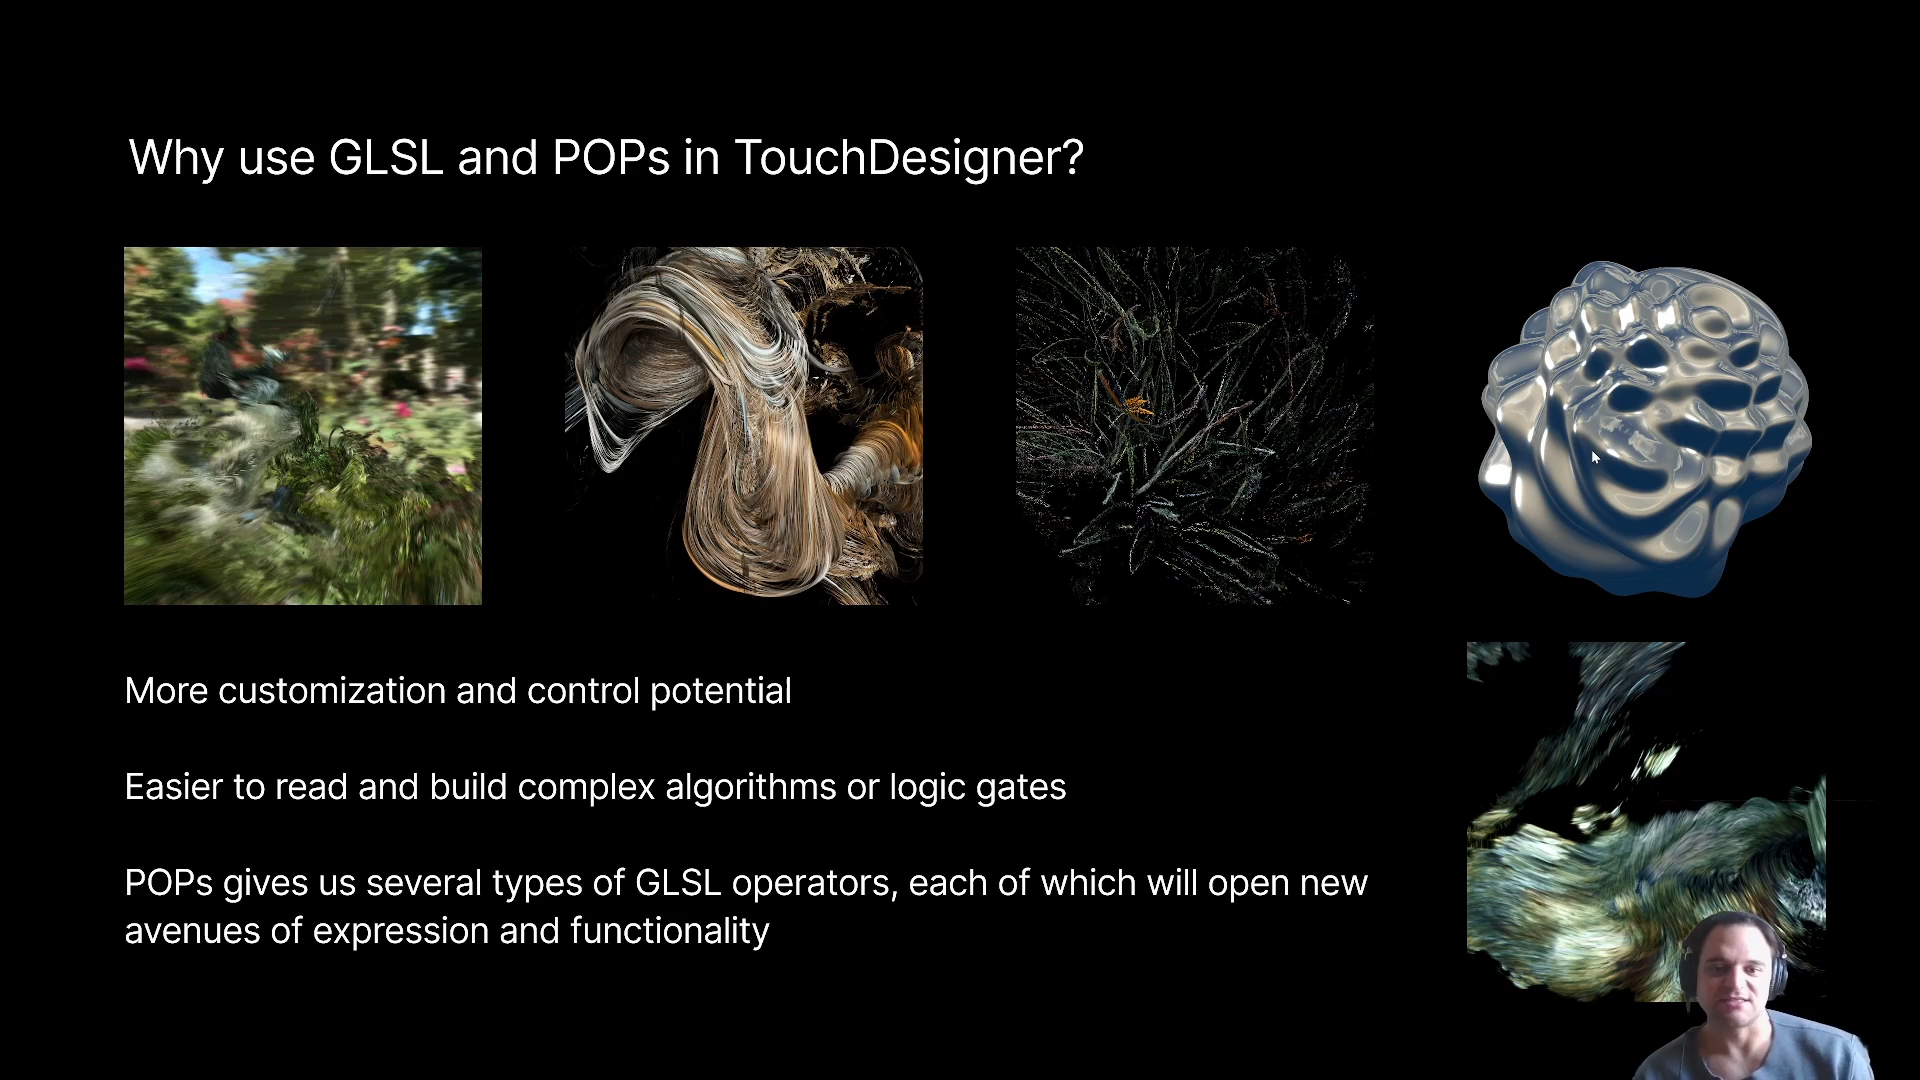 Why use GLSL and POPs in TouchDesigner?
More customization and control potential
Easier to read and build complex algorithms or logic gates
POPs gives us several types of GLSL operators, each of which will open new
avenues of expression and functionality